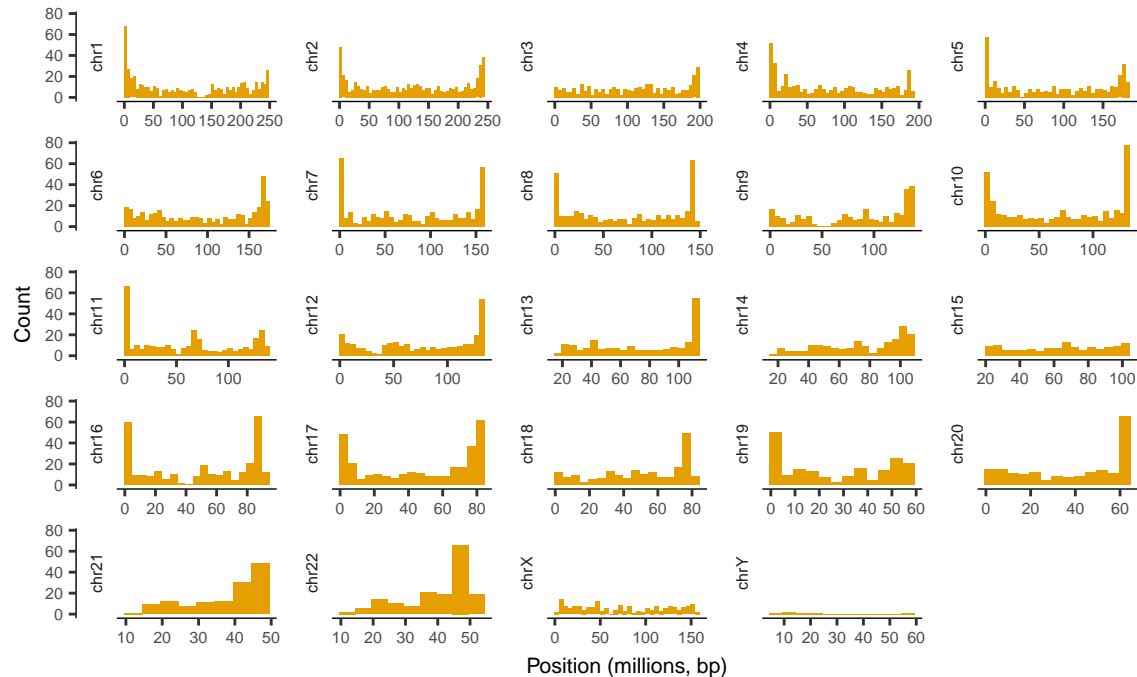 80
60
40
20
0
chr1
chr2
chr3
chr4
chr5
0 50 100 150 200 250
0 50 100 150 200 250
0 50 100 150 200
0 50 100 150 200
0 50 100 150
80
60
40
20
0
chr6
chr7
chr8
chr9
chr10
0 50 100 150
0 50 100 150
0 50 100 150
0 50 100
0 50 100
Count
80
60
40
20
0
chr11
chr12
chr13
chr14
chr15
0 50 100
0 50 100
20 40 60 80 100
20 40 60 80 100
20 40 60 80 100
80
60
40
20
0
chr16
chr17
chr18
chr19
chr20
0 20 40 60 80
0 20 40 60 80
0 20 40 60 80
0 10 20 30 40 50 60
0 20 40 60
80
60
40
20
0
chr21
chr22
chrX
chrY
10 20 30 40 50
10 20 30 40 50
0 50 100 150
10 20 30 40 50 60
Position (millions, bp)